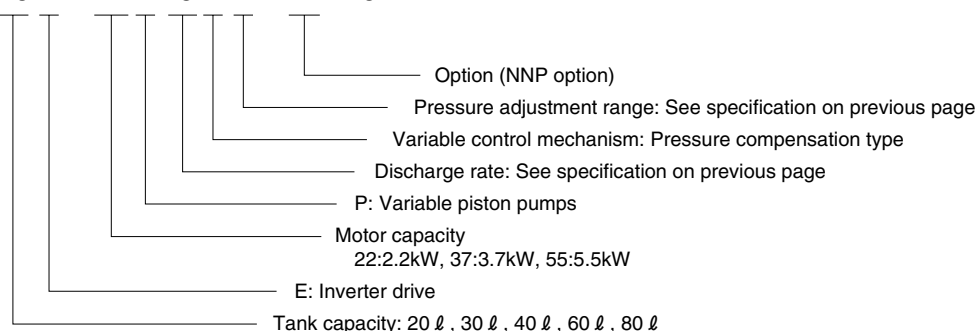 Option (NNP option)
Pressure adjustment range: See specification on previous page
Variable control mechanism: Pressure compensation type
Discharge rate: See specification on previous page
P: Variable piston pumps
Motor capacity
22:2.2kW, 37:3.7kW, 55:5.5kW
E: Inverter drive
Tank capacity: 20 ℓ , 30 ℓ , 40 ℓ , 60 ℓ , 80 ℓ